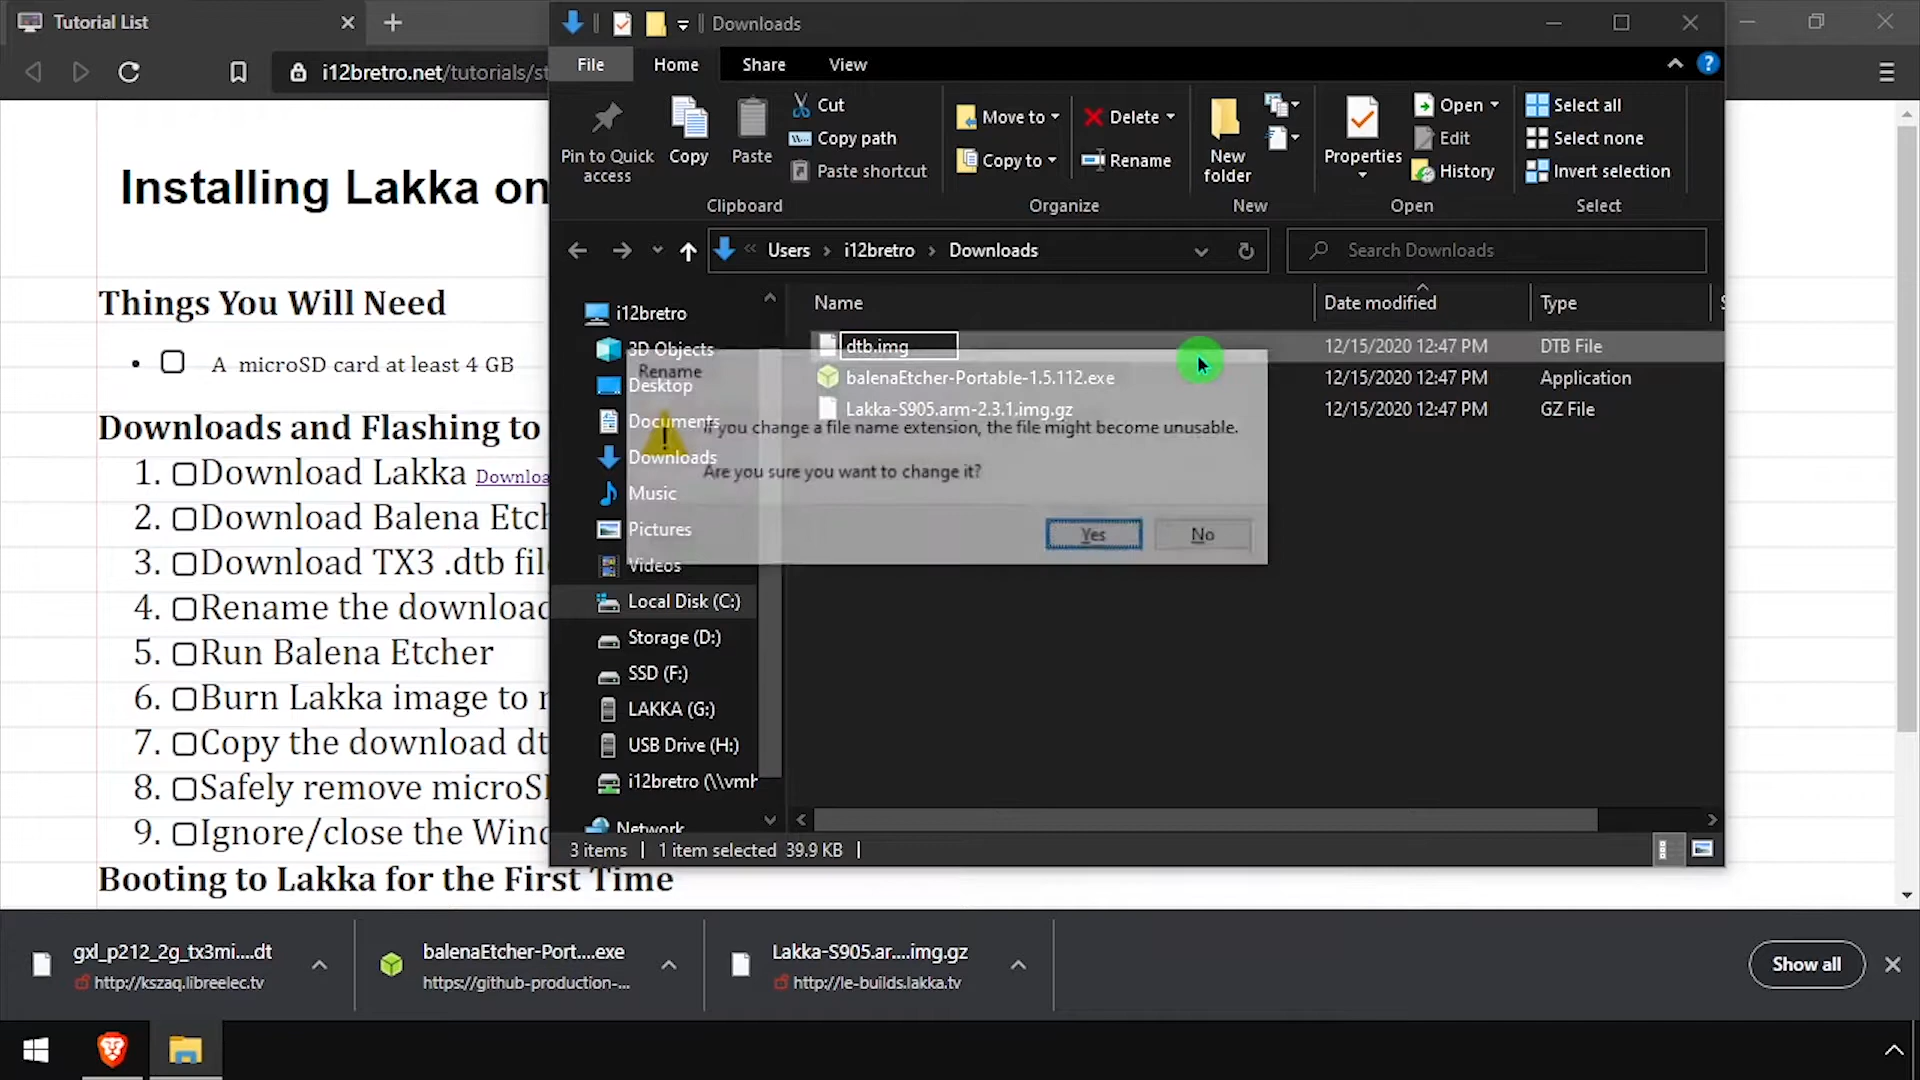 Tutorial List
i12bretro.net/tutorials/st
Installing Lakka on
Things You Will Need
A microSD card at least 4 GB
Downloads and Flashing to
1. Download Lakka Downloa
2. Download Balena Etch
3. Download TX3 .dtb fil
4. Rename the download
5. Run Balena Etcher
6. Burn Lakka image to
7. Copy the download dt
8. Safely remove microS
9. Ignore/close the Wind
Booting to Lakka for the First Time
Downloads
File
Home
Share
View
Pin to Quick
access
Copy
Paste
Cut
Copy path
Paste shortcut
Clipboard
Move to
Copy to
Delete
Rename
Organize
New
folder
New
Properties
Open
Edit
History
Open
Select all
Select none
Invert selection
Select
Users › i12bretro › Downloads
Search Downloads
i12bretro
3D Objects
Desktop
Documents
Downloads
Music
Pictures
Videos
Local Disk (C:)
Storage (D:)
SSD (F:)
LAKKA (G:)
USB Drive (H:)
i12bretro (\\vmh
Network
Name
Date modified
Type
S
dtb.img
12/15/2020 12:47 PM
DTB File
balenaEtcher-Portable-1.5.112.exe
12/15/2020 12:47 PM
Application
Lakka-S905.arm-2.3.1.img.gz
12/15/2020 12:47 PM
GZ File
Rename
If you change a file name extension, the file might become unusable.
Are you sure you want to change it?
Yes
No
3 items
1 item selected 39.9 KB
gxl_p212_2g_tx3mi....dt
http://kszaq.libreelec.tv
balenaEtcher-Port....exe
https://github-production-...
Lakka-S905.ar....img.gz
http://le-builds.lakka.tv
Show all